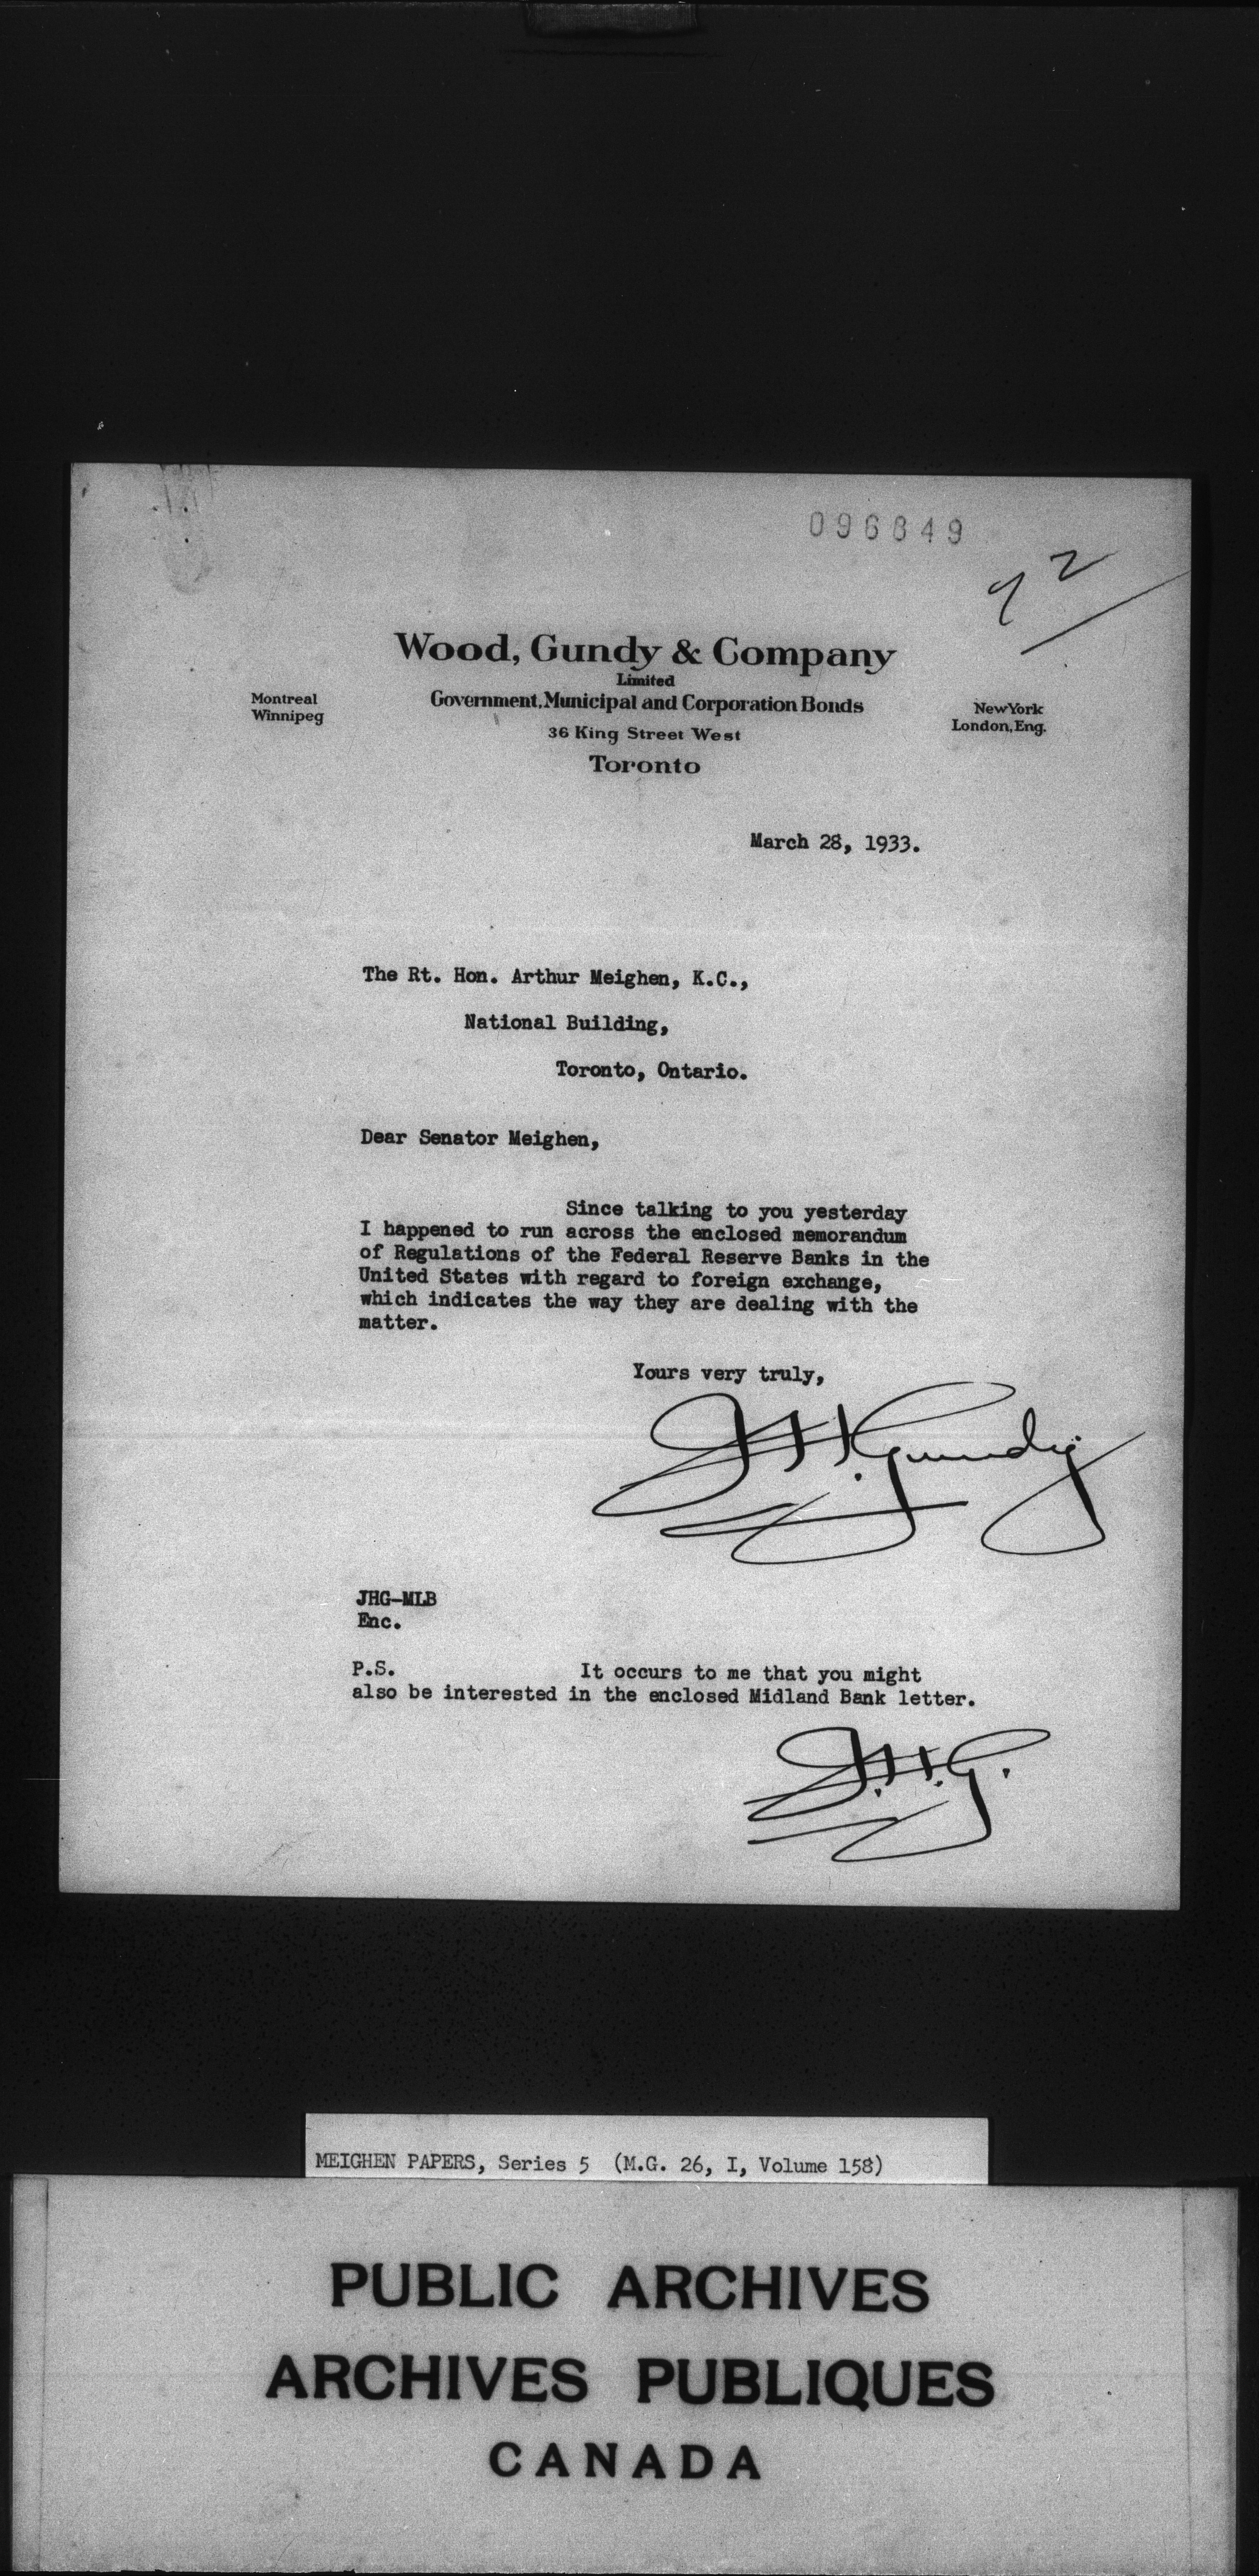 096849
72
Wood, Gundy & Company
Limited
Montreal
Winnipeg
Government, Municipal and Corporation Bonds
36 King Street West
Toronto
New York
London, Eng.
March 28, 1933.
The Rt. Hon. Arthur Meighen, K.C.,
National Building,
Toronto, Ontario.
Dear Senator Meighen,
Since talking to you yesterday
I happened to run across the enclosed memorandum
of Regulations of the Federal Reserve Banks in the
United States with regard to foreign exchange,
which indicates the way they are dealing with the
matter.
Yours very truly,
J.H. Gundy
JHG-MLB
Enc.
P.S. It occurs to me that you might
also be interested in the enclosed Midland Bank letter.
J.H.G.
MEIGHEN PAPERS, Series 5 (M.G. 26, I, Volume 158)
PUBLIC ARCHIVES
ARCHIVES PUBLIQUES
CANADA